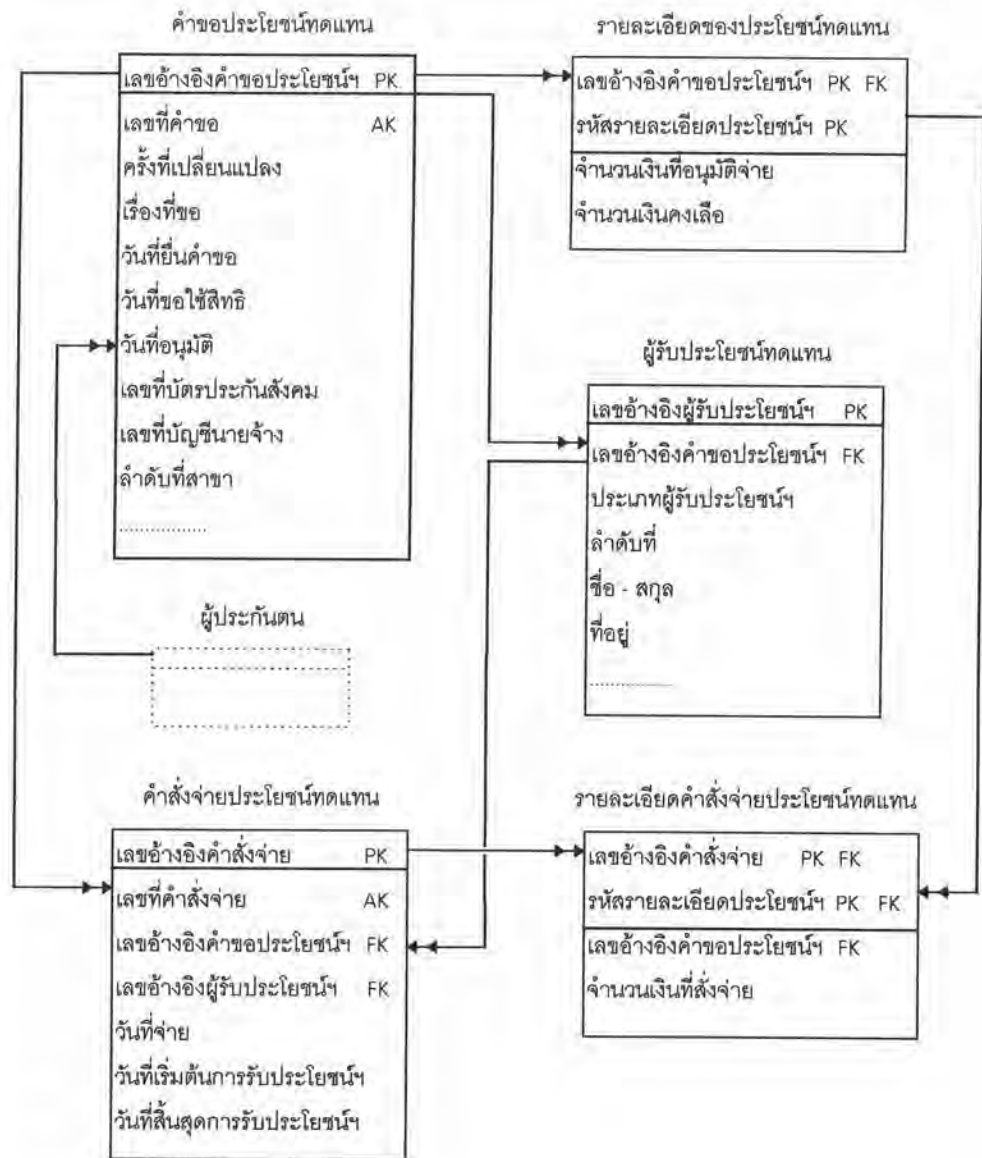 คำขอประโยชน์ทดแทน
เลขอ้างอิงคำขอประโยชน์ฯ PK
เลขที่คำขอ AK
ครั้งที่เปลี่ยนแปลง
เรื่องที่ขอ
วันที่ยื่นคำขอ
วันที่ขอใช้สิทธิ
วันที่อนุมัติ
เลขที่บัตรประกันสังคม
เลขที่บัญชีนายจ้าง
ลำดับที่สาขา
.................
รายละเอียดของประโยชน์ทดแทน
เลขอ้างอิงคำขอประโยชน์ฯ PK FK
รหัสรายละเอียดประโยชน์ฯ PK
จำนวนเงินที่อนุมัติจ่าย
จำนวนเงินคงเลือ
ผู้รับประโยชน์ทดแทน
เลขอ้างอิงผู้รับประโยชน์ฯ PK
เลขอ้างอิงคำขอประโยชน์ฯ FK
ประเภทผู้รับประโยชน์ฯ
ลำดับที่
ชื่อ - สกุล
ที่อยู่
.................
ผู้ประกันตน
คำสั่งจ่ายประโยชน์ทดแทน
เลขอ้างอิงคำสั่งจ่าย PK
เลขที่คำสั่งจ่าย AK
เลขอ้างอิงคำขอประโยชน์ฯ FK
เลขอ้างอิงผู้รับประโยชน์ฯ FK
วันที่จ่าย
วันที่เริ่มต้นการรับประโยชน์ฯ
วันที่สิ้นสุดการรับประโยชน์ฯ
รายละเอียดคำสั่งจ่ายประโยชน์ทดแทน
เลขอ้างอิงคำสั่งจ่าย PK FK
รหัสรายละเอียดประโยชน์ฯ PK FK
เลขอ้างอิงคำขอประโยชน์ฯ FK
จำนวนเงินที่สั่งจ่าย